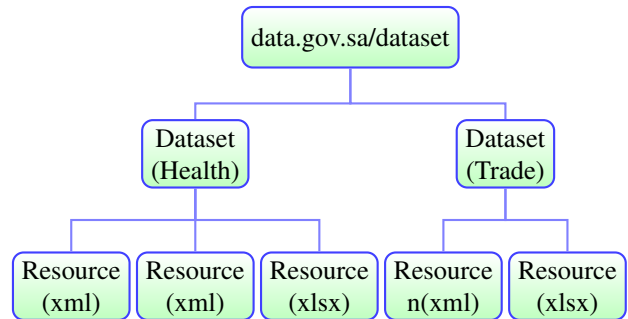 data.gov.sa/dataset
Dataset
(Health)
Dataset
(Trade)
Resource
(xml)
Resource
(xml)
Resource
(xlsx)
Resource
n(xml)
Resource
(xlsx)